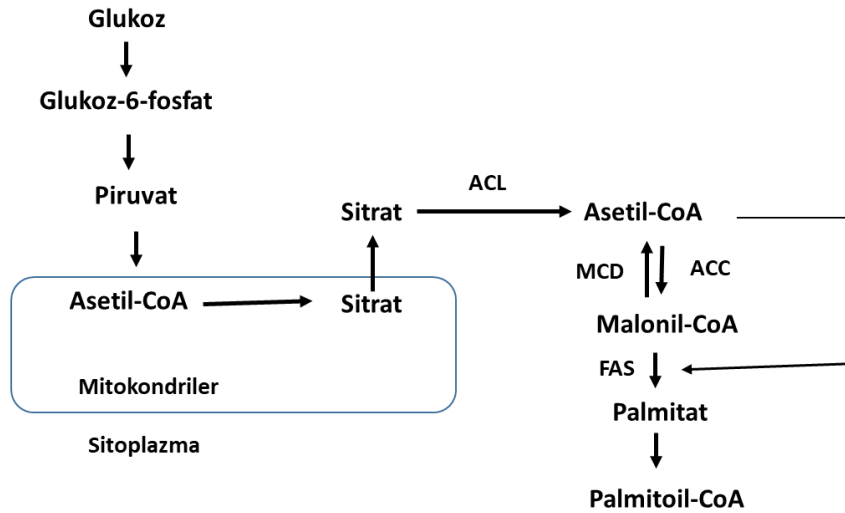 Glukoz
Glukoz-6-fosfat
Piruvat
ACL
Sitrat
Asetil-CoA
MCD
ACC
Asetil-CoA
Sitrat
Malonil-CoA
FAS
Mitokondriler
Palmitat
Sitoplazma
Palmitoil-CoA